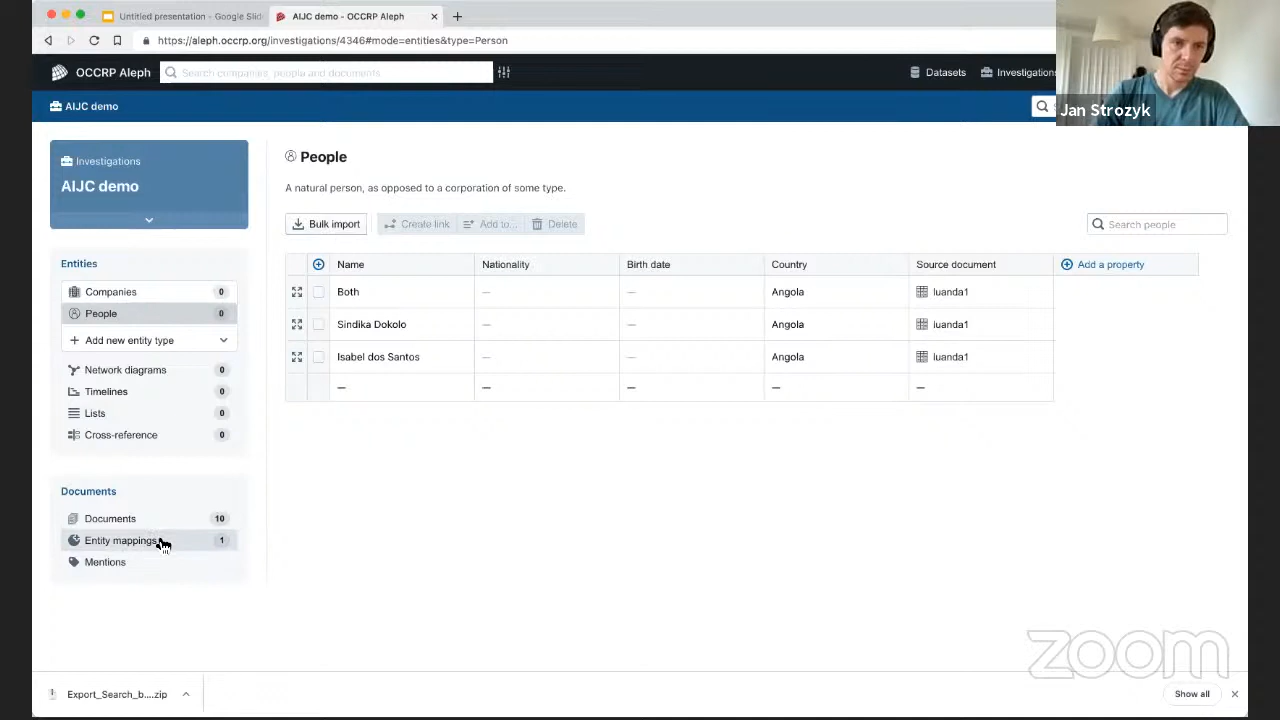 Untitled presentation - Google Slid
AIJC demo - OCCRP Aleph
https://aleph.occrp.org/investigations/4346#mode=entities&type=Person
OCCRP Aleph
Search companies, people and documents
Datasets
Investigations
AIJC demo
Jan Strozyk
Investigations
AIJC demo
People
A natural person, as opposed to a corporation of some type.
Bulk import
Create link
Add to...
Delete
Search people
Entities
Companies 0
People 0
Add new entity type
Network diagrams 0
Timelines 0
Lists 0
Cross-reference 0
Documents
Documents 10
Entity mappings 1
Mentions
Name Nationality Birth date Country Source document Add a property
Both — — Angola luanda1
Sindika Dokolo — — Angola luanda1
Isabel dos Santos — — Angola luanda1
— — — — —
zoom
Export_Search_b....zip
Show all